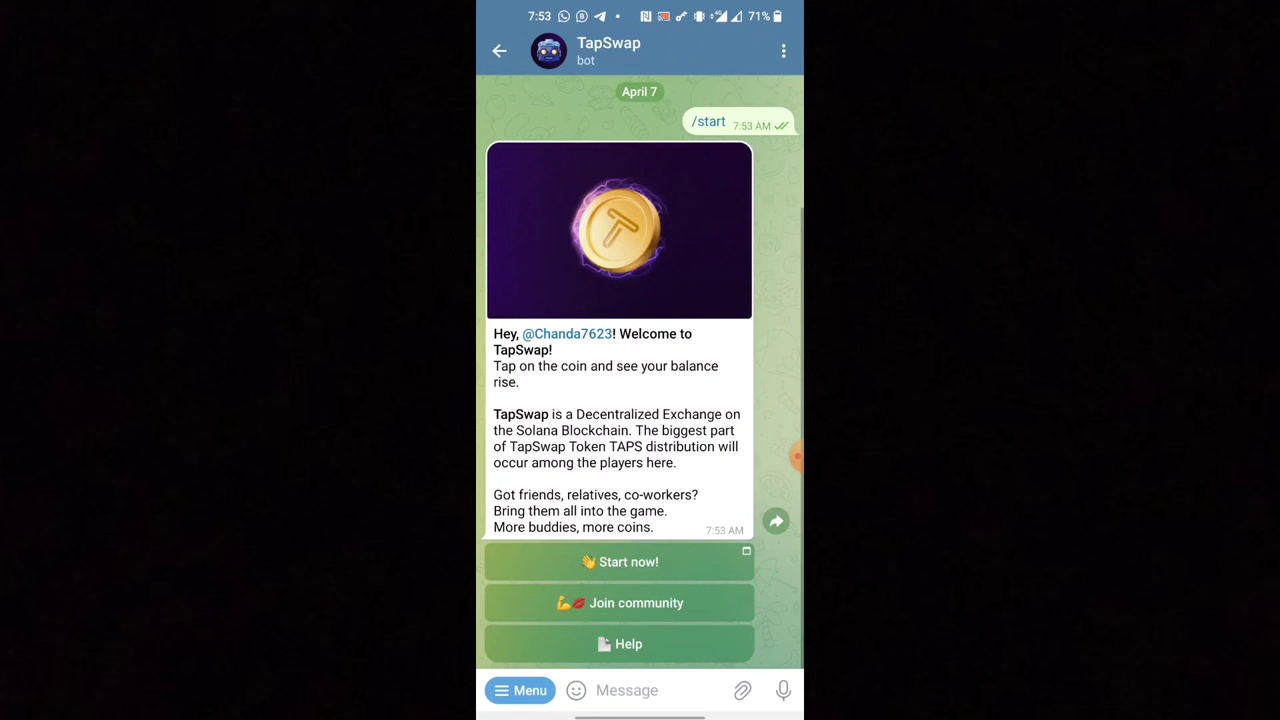 7:53
71%
TapSwap
bot
April 7
/start 7:53 AM
Hey, @Chanda7623! Welcome to
TapSwap!
Tap on the coin and see your balance
rise.
TapSwap is a Decentralized Exchange on
the Solana Blockchain. The biggest part
of TapSwap Token TAPS distribution will
occur among the players here.
Got friends, relatives, co-workers?
Bring them all into the game.
More buddies, more coins.
7:53 AM
👋 Start now!
💪💋 Join community
Help
Menu
Message